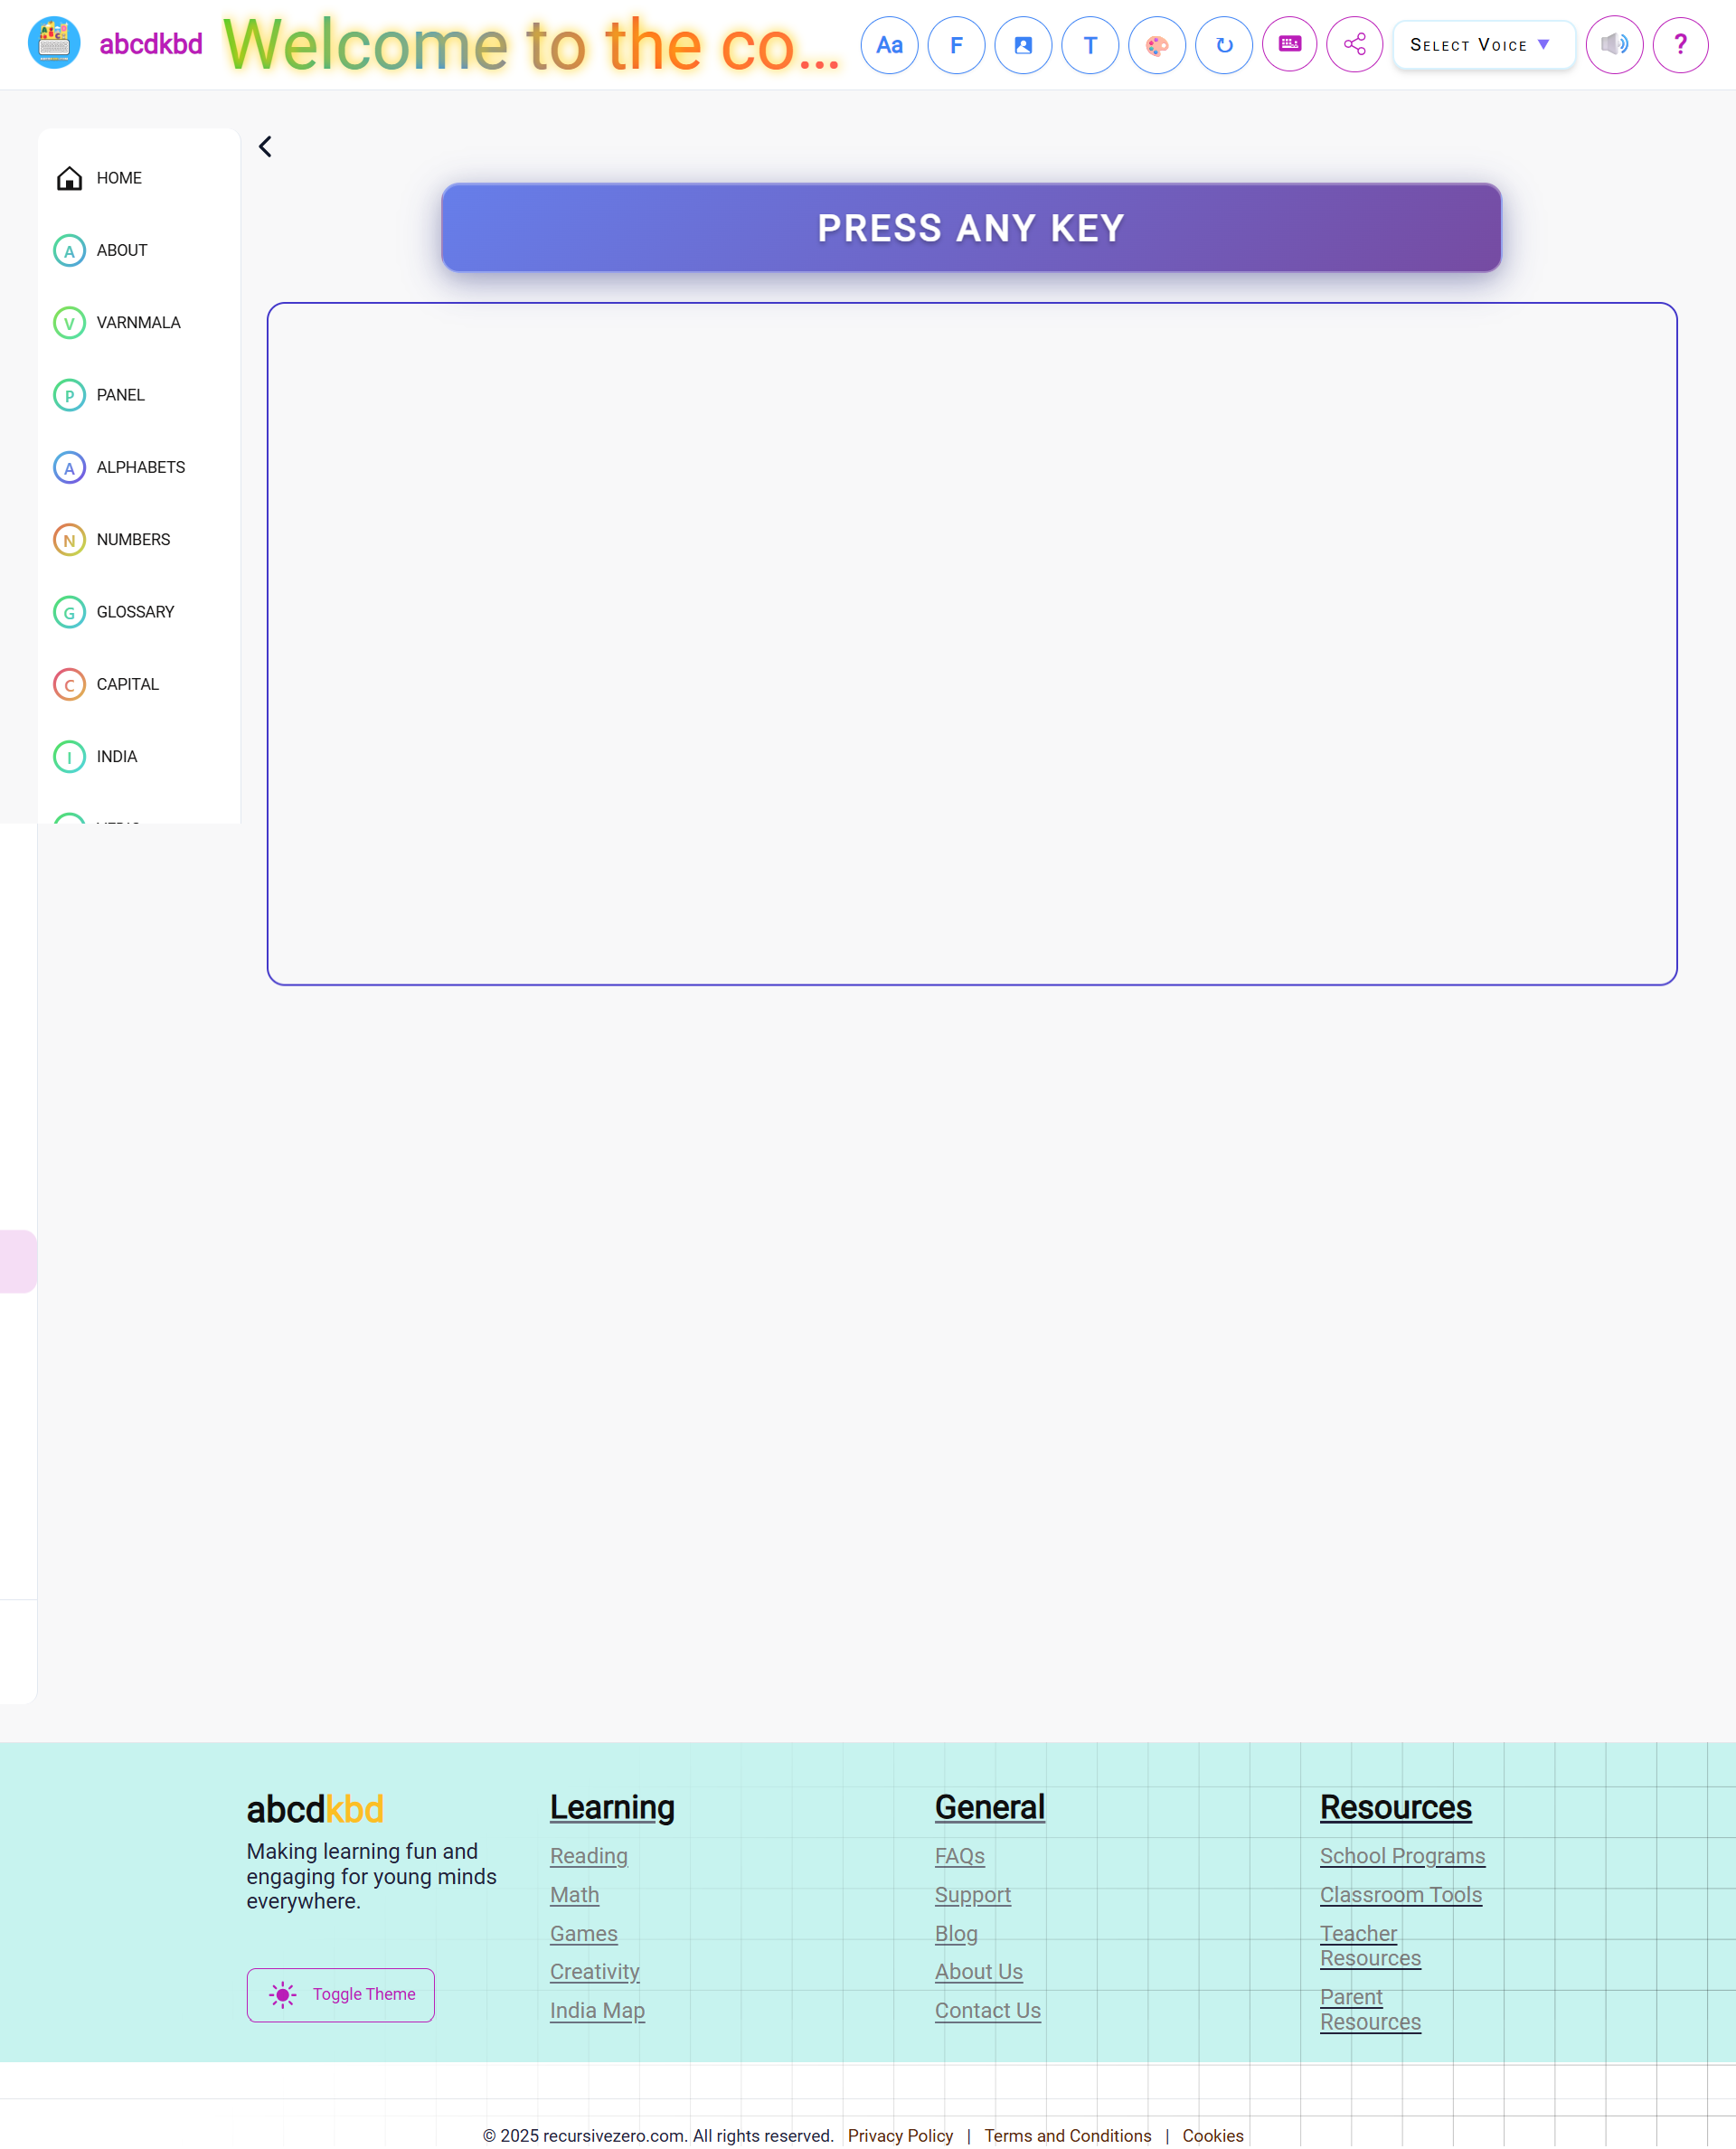 abcdkbd Welcome to the co... Aa F T Select Voice ?
HOME
PRESS ANY KEY
A ABOUT
V VARNMALA
P PANEL
A ALPHABETS
N NUMBERS
G GLOSSARY
C CAPITAL
I INDIA
abcdkbd
Making learning fun and
engaging for young minds
everywhere.
Toggle Theme
Learning
Reading
Math
Games
Creativity
India Map
General
FAQs
Support
Blog
About Us
Contact Us
Resources
School Programs
Classroom Tools
Teacher
Resources
Parent
Resources
© 2025 recursivezero.com. All rights reserved. Privacy Policy | Terms and Conditions | Cookies